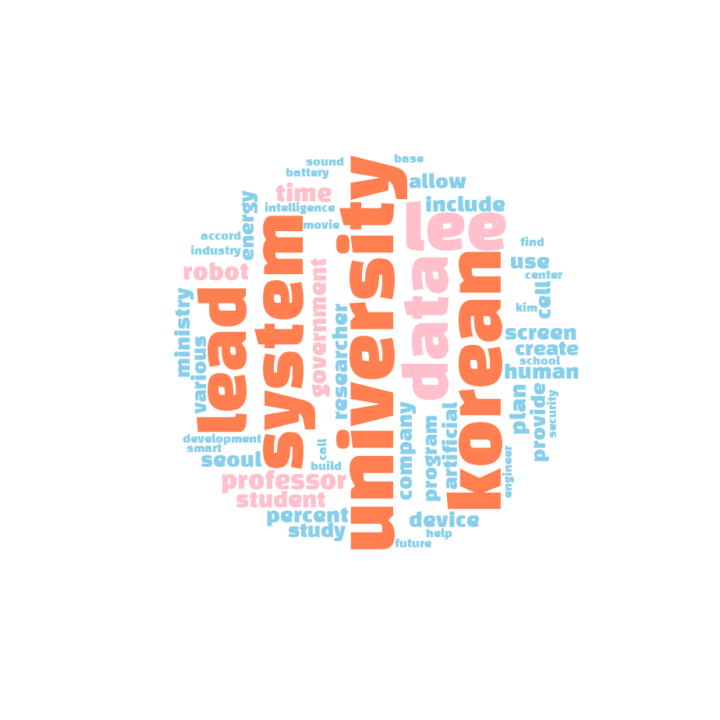 sound
base
battery
allow
time
energy
intelligence
include
movie
lee
accord
industry
find
robot
use
center
university
system
government
data
korean
cell
kim
ministry
lead
researcher
screen
create
school
human
various
plan
provide
security
company
program
artificial
development
smart
call
seoul
build
engineer
professor
student
percent
device
study
help
future